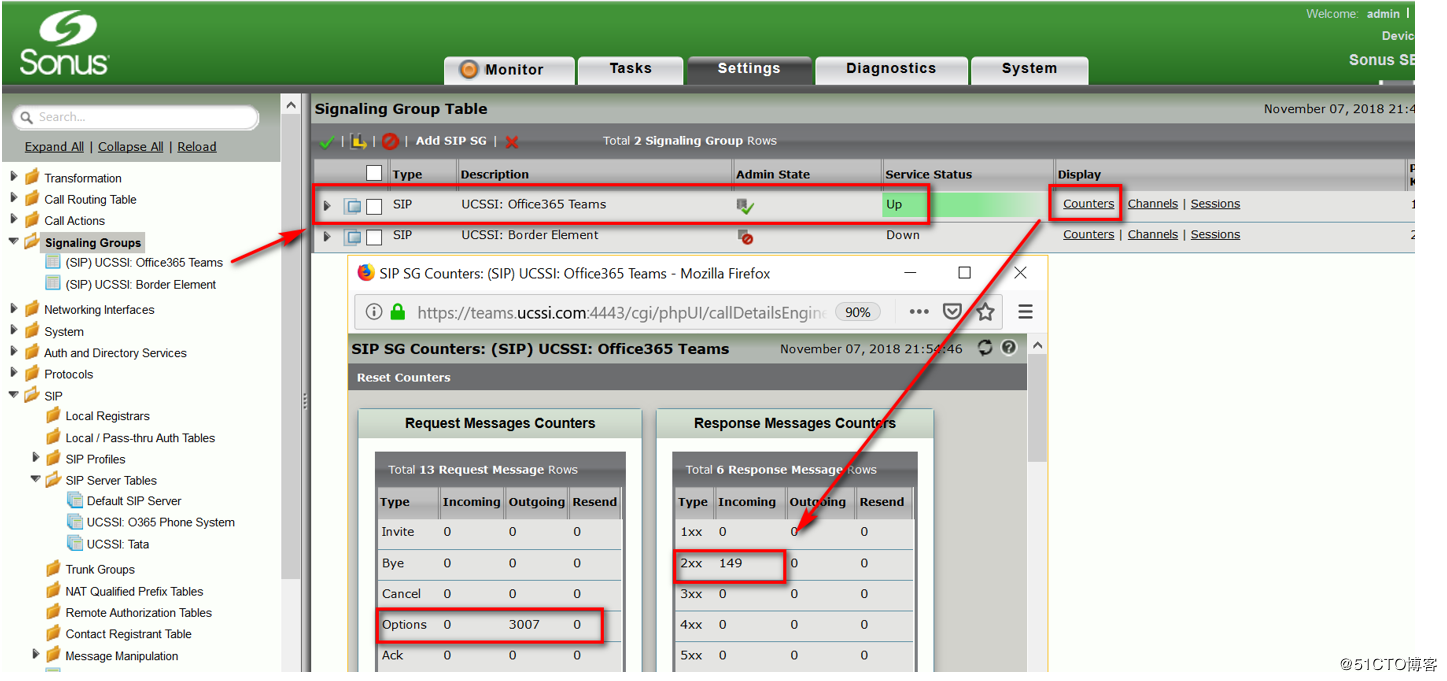 Welcome: admin |
Sonus
Monitor Tasks Settings Diagnostics System
Search...
Expand All | Collapse All | Reload
Transformation
Call Routing Table
Call Actions
Signaling Groups
(SIP) UCSSI: Office365 Teams
(SIP) UCSSI: Border Element
Networking Interfaces
System
Auth and Directory Services
Protocols
SIP
Local Registrars
Local / Pass-thru Auth Tables
SIP Profiles
SIP Server Tables
Default SIP Server
UCSSI: O365 Phone System
UCSSI: Tata
Trunk Groups
NAT Qualified Prefix Tables
Remote Authorization Tables
Contact Registrant Table
Message Manipulation
Signaling Group Table
November 07, 2018
| | | Add SIP SG | Total 2 Signaling Group Rows
Type Description Admin State Service Status Display
SIP UCSSI: Office365 Teams Up Counters | Channels | Sessions 1
SIP UCSSI: Border Element Down Counters | Channels | Sessions
SIP SG Counters: (SIP) UCSSI: Office365 Teams - Mozilla Firefox
https://teams.ucssi.com:4443/cgi/phpUI/callDetailsEngine 90%
SIP SG Counters: (SIP) UCSSI: Office365 Teams November 07, 2018 21:54:46
Reset Counters
Request Messages Counters
Total 13 Request Message Rows
Type Incoming Outgoing Resend
Invite 0 0 0
Bye 0 0 0
Cancel 0 0 0
Options 0 3007 0
Ack 0 0 0
Response Messages Counters
Total 6 Response Message Rows
Type Incoming Outgoing Resend
1xx 0 0 0
2xx 149 0 0
3xx 0 0 0
4xx 0 0 0
5xx 0 0 0
@51CTO博客